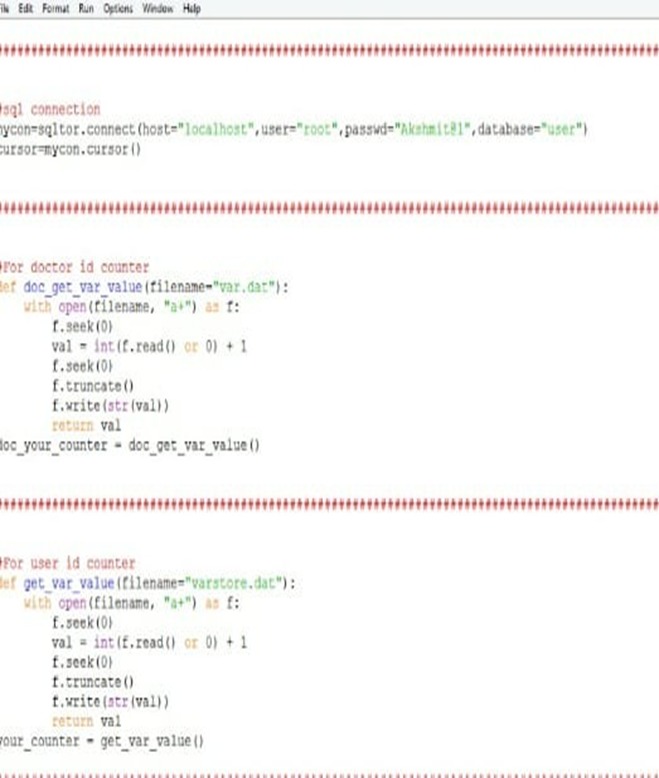 ile Edit Format Run Options Window Help
################################################################################
#sql connection
mycon=sqltor.connect(host="localhost",user="root",passwd="Akshmit@1",database="user")
cursor=mycon.cursor()
################################################################################
#For doctor id counter
def doc_get_var_value(filename="var.dat"):
    with open(filename, "a+") as f:
        f.seek(0)
        val = int(f.read() or 0) + 1
        f.seek(0)
        f.truncate()
        f.write(str(val))
        return val
doc_your_counter = doc_get_var_value()
################################################################################
#For user id counter
def get_var_value(filename="varstore.dat"):
    with open(filename, "a+") as f:
        f.seek(0)
        val = int(f.read() or 0) + 1
        f.seek(0)
        f.truncate()
        f.write(str(val))
        return val
your_counter = get_var_value()
################################################################################